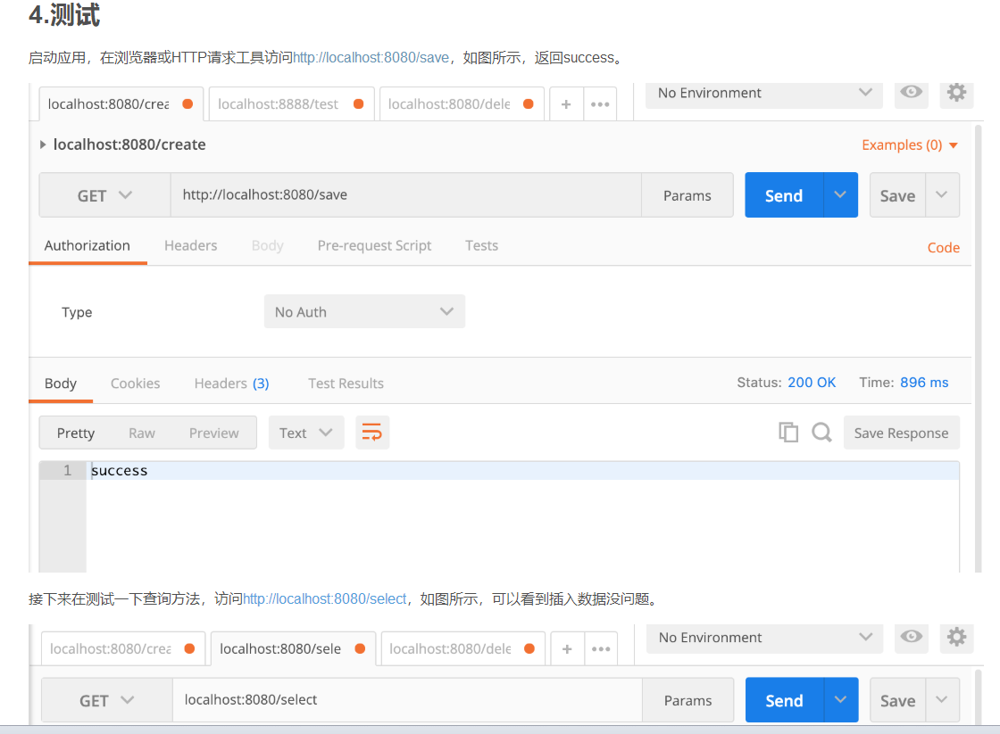 4.测试
启动应用，在浏览器或HTTP请求工具访问http://localhost:8080/save，如图所示，返回success。
localhost:8080/crea localhost:8888/test localhost:8080/dele + ••• No Environment
localhost:8080/create Examples (0)
GET http://localhost:8080/save Params Send Save
Authorization Headers Body Pre-request Script Tests Code
Type No Auth
Body Cookies Headers (3) Test Results Status: 200 OK Time: 896 ms
Pretty Raw Preview Text Save Response
1 success
接下来在测试一下查询方法，访问http://localhost:8080/select，如图所示，可以看到插入数据没问题。
localhost:8080/crea localhost:8080/sele localhost:8080/dele + ••• No Environment
GET localhost:8080/select Params Send Save